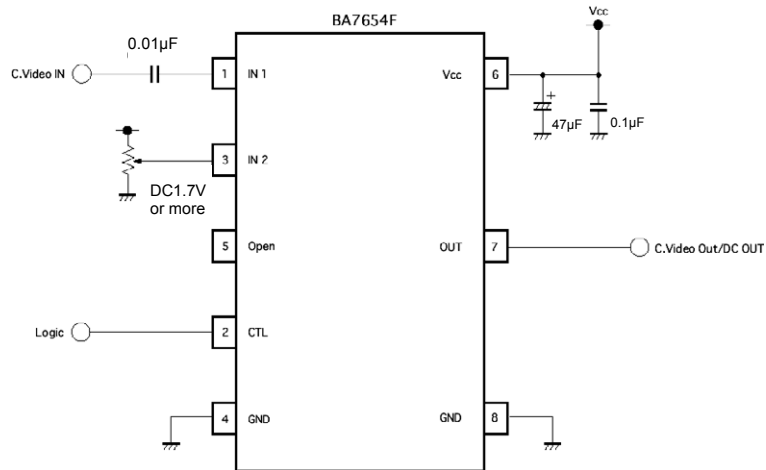 BA7654F
Vcc
0.01µF
C.Video IN
1
IN 1
Vcc
6
+
47µF
0.1µF
3
IN 2
DC1.7V
or more
5
Open
OUT
7
C.Video Out/DC OUT
Logic
2
CTL
4
GND
GND
8